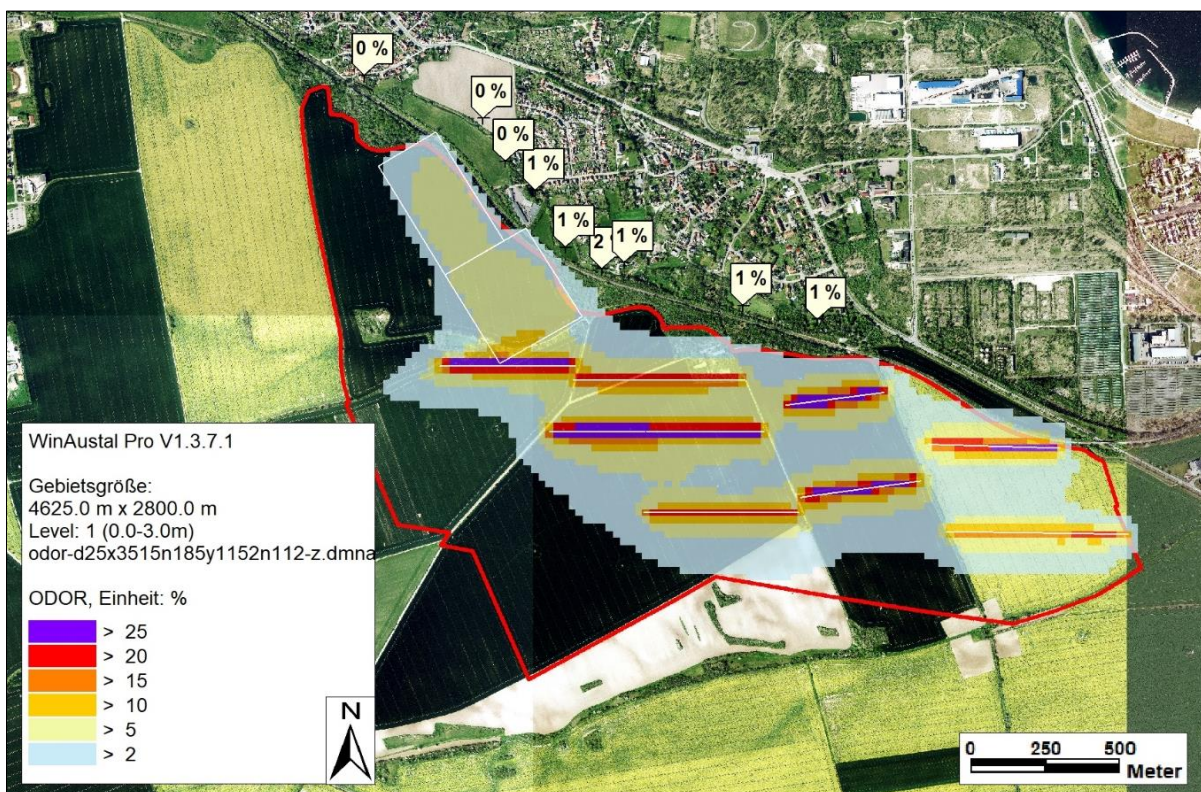 0 %
0 %
0 %
1 %
1 %
2
1 %
1 %
1 %
WinAustal Pro V1.3.7.1
Gebietsgröße:
4625.0 m x 2800.0 m
Level: 1 (0.0-3.0m)
odor-d25x3515n185y1152n112-z.dmna
ODOR, Einheit: %
> 25
> 20
> 15
> 10
> 5
> 2
N
0 250 500
Meter